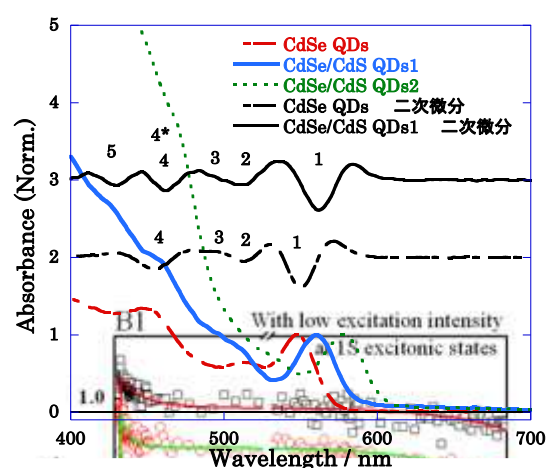 5
4
3
2
1
0
Absorbance (Norm.)
CdSe QDs
CdSe/CdS QDs1
CdSe/CdS QDs2
CdSe QDs 二次微分
CdSe/CdS QDs1 二次微分
4*
5
4
3
2
1
4
3
2
1
B1
With low excitation intensity
at 1S excitonic states
1.0
400
500
600
700
Wavelength / nm